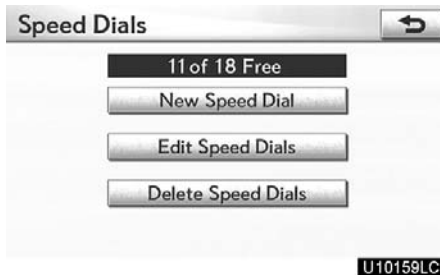 Speed Dials
11 of 18 Free
New Speed Dial
Edit Speed Dials
Delete Speed Dials
U10159LC